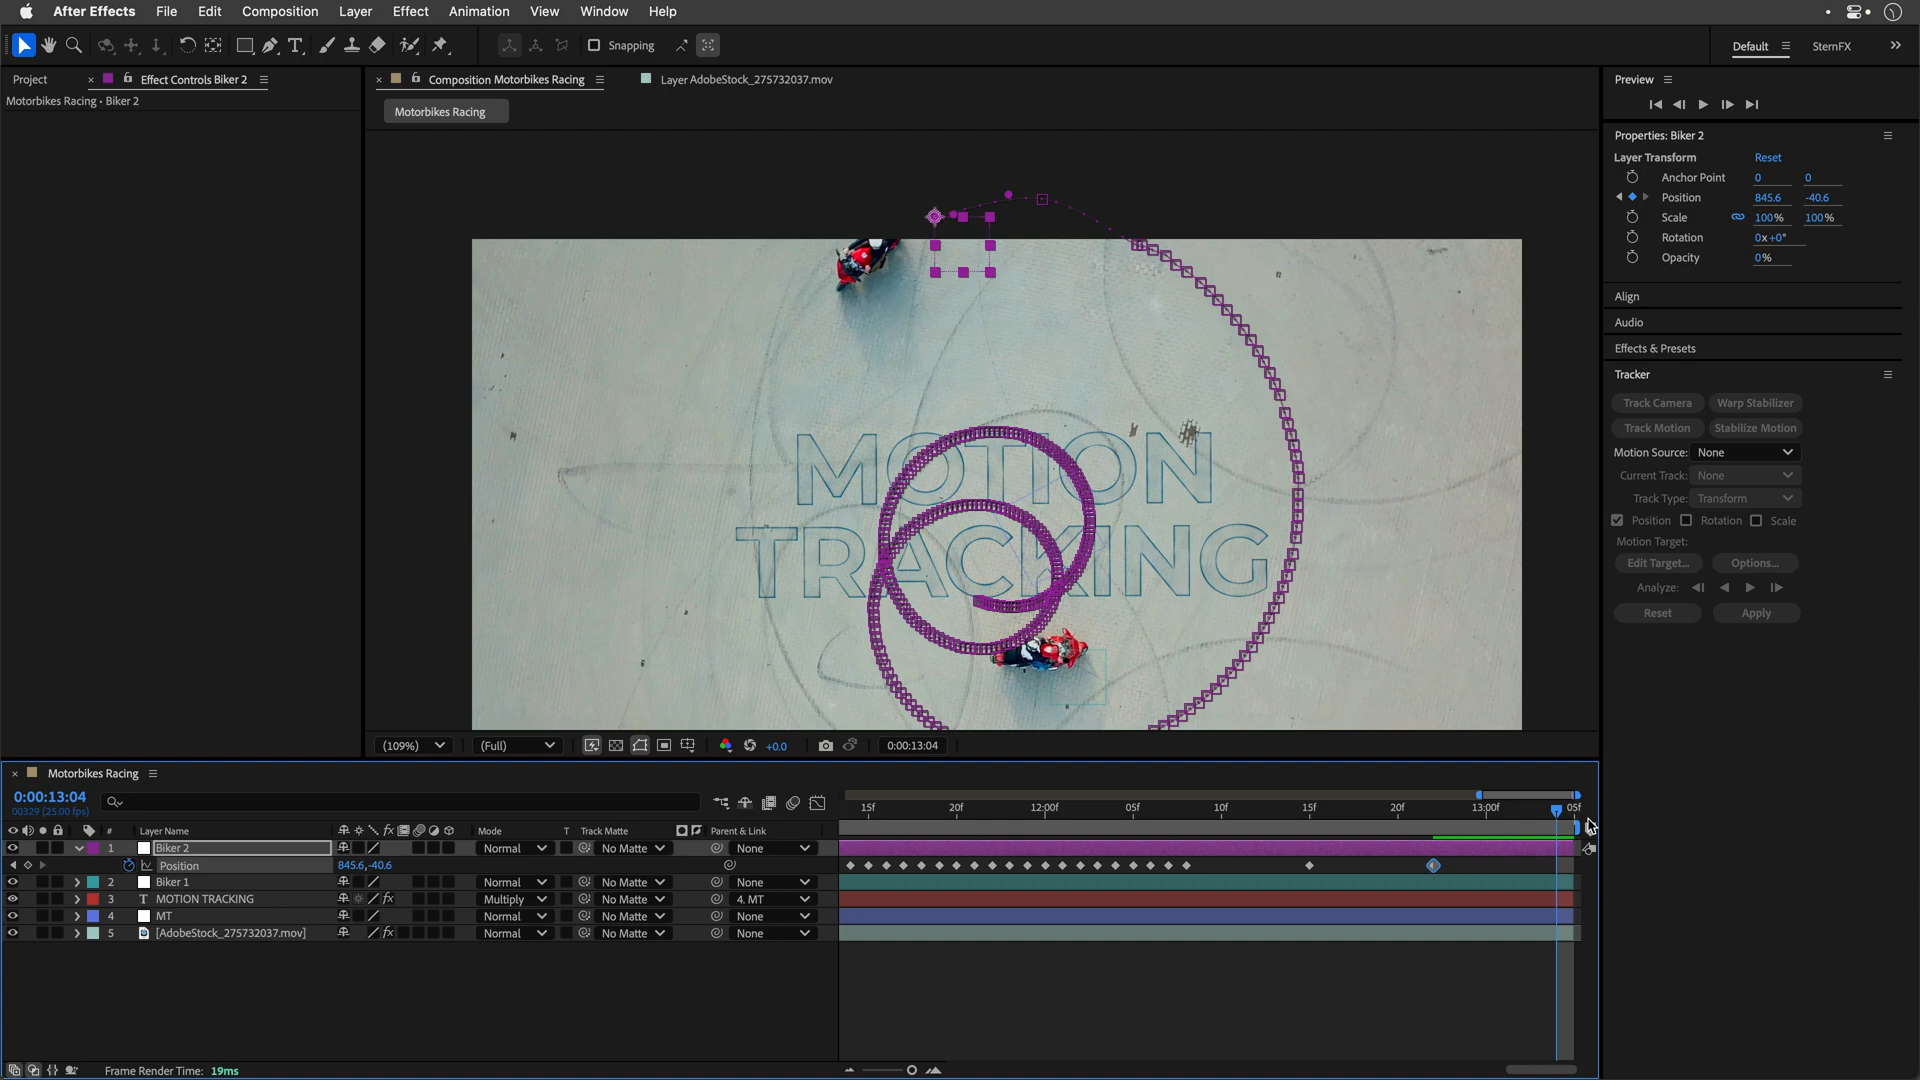 After Effects File Edit Composition Layer Effect Animation View Window Help
Snapping
Default
SternFX
Project
Effect Controls Biker 2
Composition Motorbikes Racing
Layer AdobeStock_275732037.mov
Preview
Motorbikes Racing • Biker 2
Motorbikes Racing
Properties: Biker 2
Layer Transform Reset
Anchor Point 0 0
Position 845.6 -40.6
Scale 100% 100%
Rotation 0x+0°
Opacity 0%
Align
Audio
Effects & Presets
Tracker
Track Camera Warp Stabilizer
Track Motion Stabilize Motion
Motion Source: None
Current Track: None
Track Type: Transform
Position Rotation Scale
Motion Target:
Edit Target... Options...
Analyze:
Reset Apply
MOTION
TRACKING
(109%) (Full) +0.0 0:00:13:04
Motorbikes Racing
0:00:13:04
00329 (25.00 fps)
15f 20f 12:00f 05f 10f 15f 20f 13:00f 05f
# Layer Name Mode T Track Matte Parent & Link
1 Biker 2 Normal No Matte None
Position 845.6,-40.6
2 Biker 1 Normal No Matte None
3 T MOTION TRACKING fx Multiply No Matte 4. MT
4 MT Normal No Matte None
5 [AdobeStock_275732037.mov] fx Normal No Matte None
Frame Render Time: 19ms